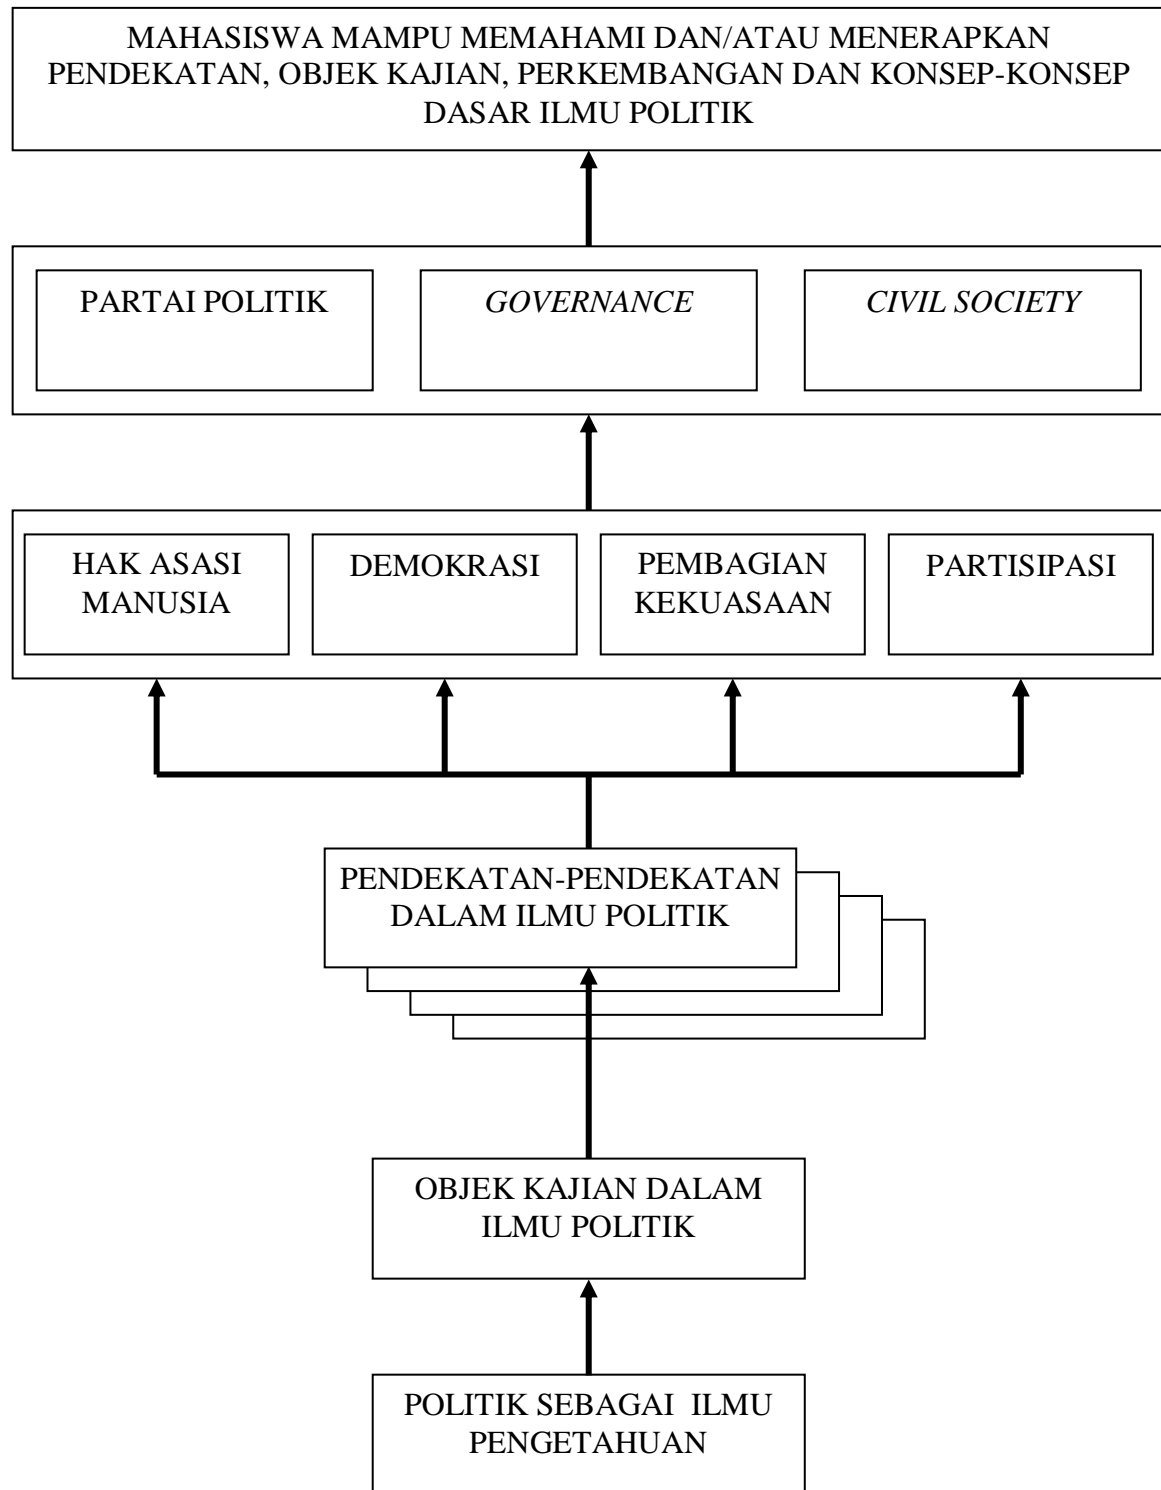 MAHASISWA MAMPU MEMAHAMI DAN/ATAU MENERAPKAN
PENDEKATAN, OBJEK KAJIAN, PERKEMBANGAN DAN KONSEP-KONSEP
DASAR ILMU POLITIK
PARTAI POLITIK
GOVERNANCE
CIVIL SOCIETY
HAK ASASI
MANUSIA
DEMOKRASI
PEMBAGIAN
KEKUASAAN
PARTISIPASI
PENDEKATAN-PENDEKATAN
DALAM ILMU POLITIK
OBJEK KAJIAN DALAM
ILMU POLITIK
POLITIK SEBAGAI  ILMU
PENGETAHUAN